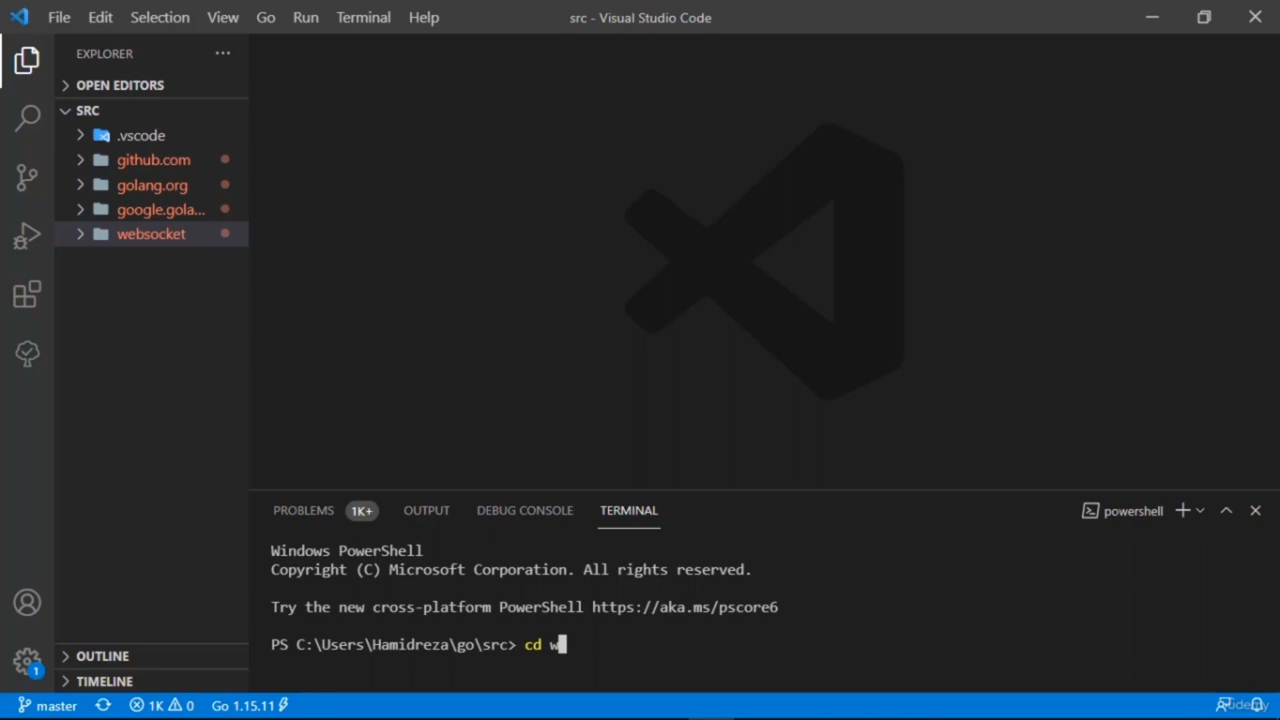 File Edit Selection View Go Run Terminal Help
src - Visual Studio Code
EXPLORER
OPEN EDITORS
SRC
.vscode
github.com
golang.org
google.gola...
websocket
OUTLINE
TIMELINE
PROBLEMS 1K+ OUTPUT DEBUG CONSOLE TERMINAL
powershell
Windows PowerShell
Copyright (C) Microsoft Corporation. All rights reserved.
Try the new cross-platform PowerShell https://aka.ms/pscore6
PS C:\Users\Hamidreza\go\src> cd w
1
master 1K 0 Go 1.15.11